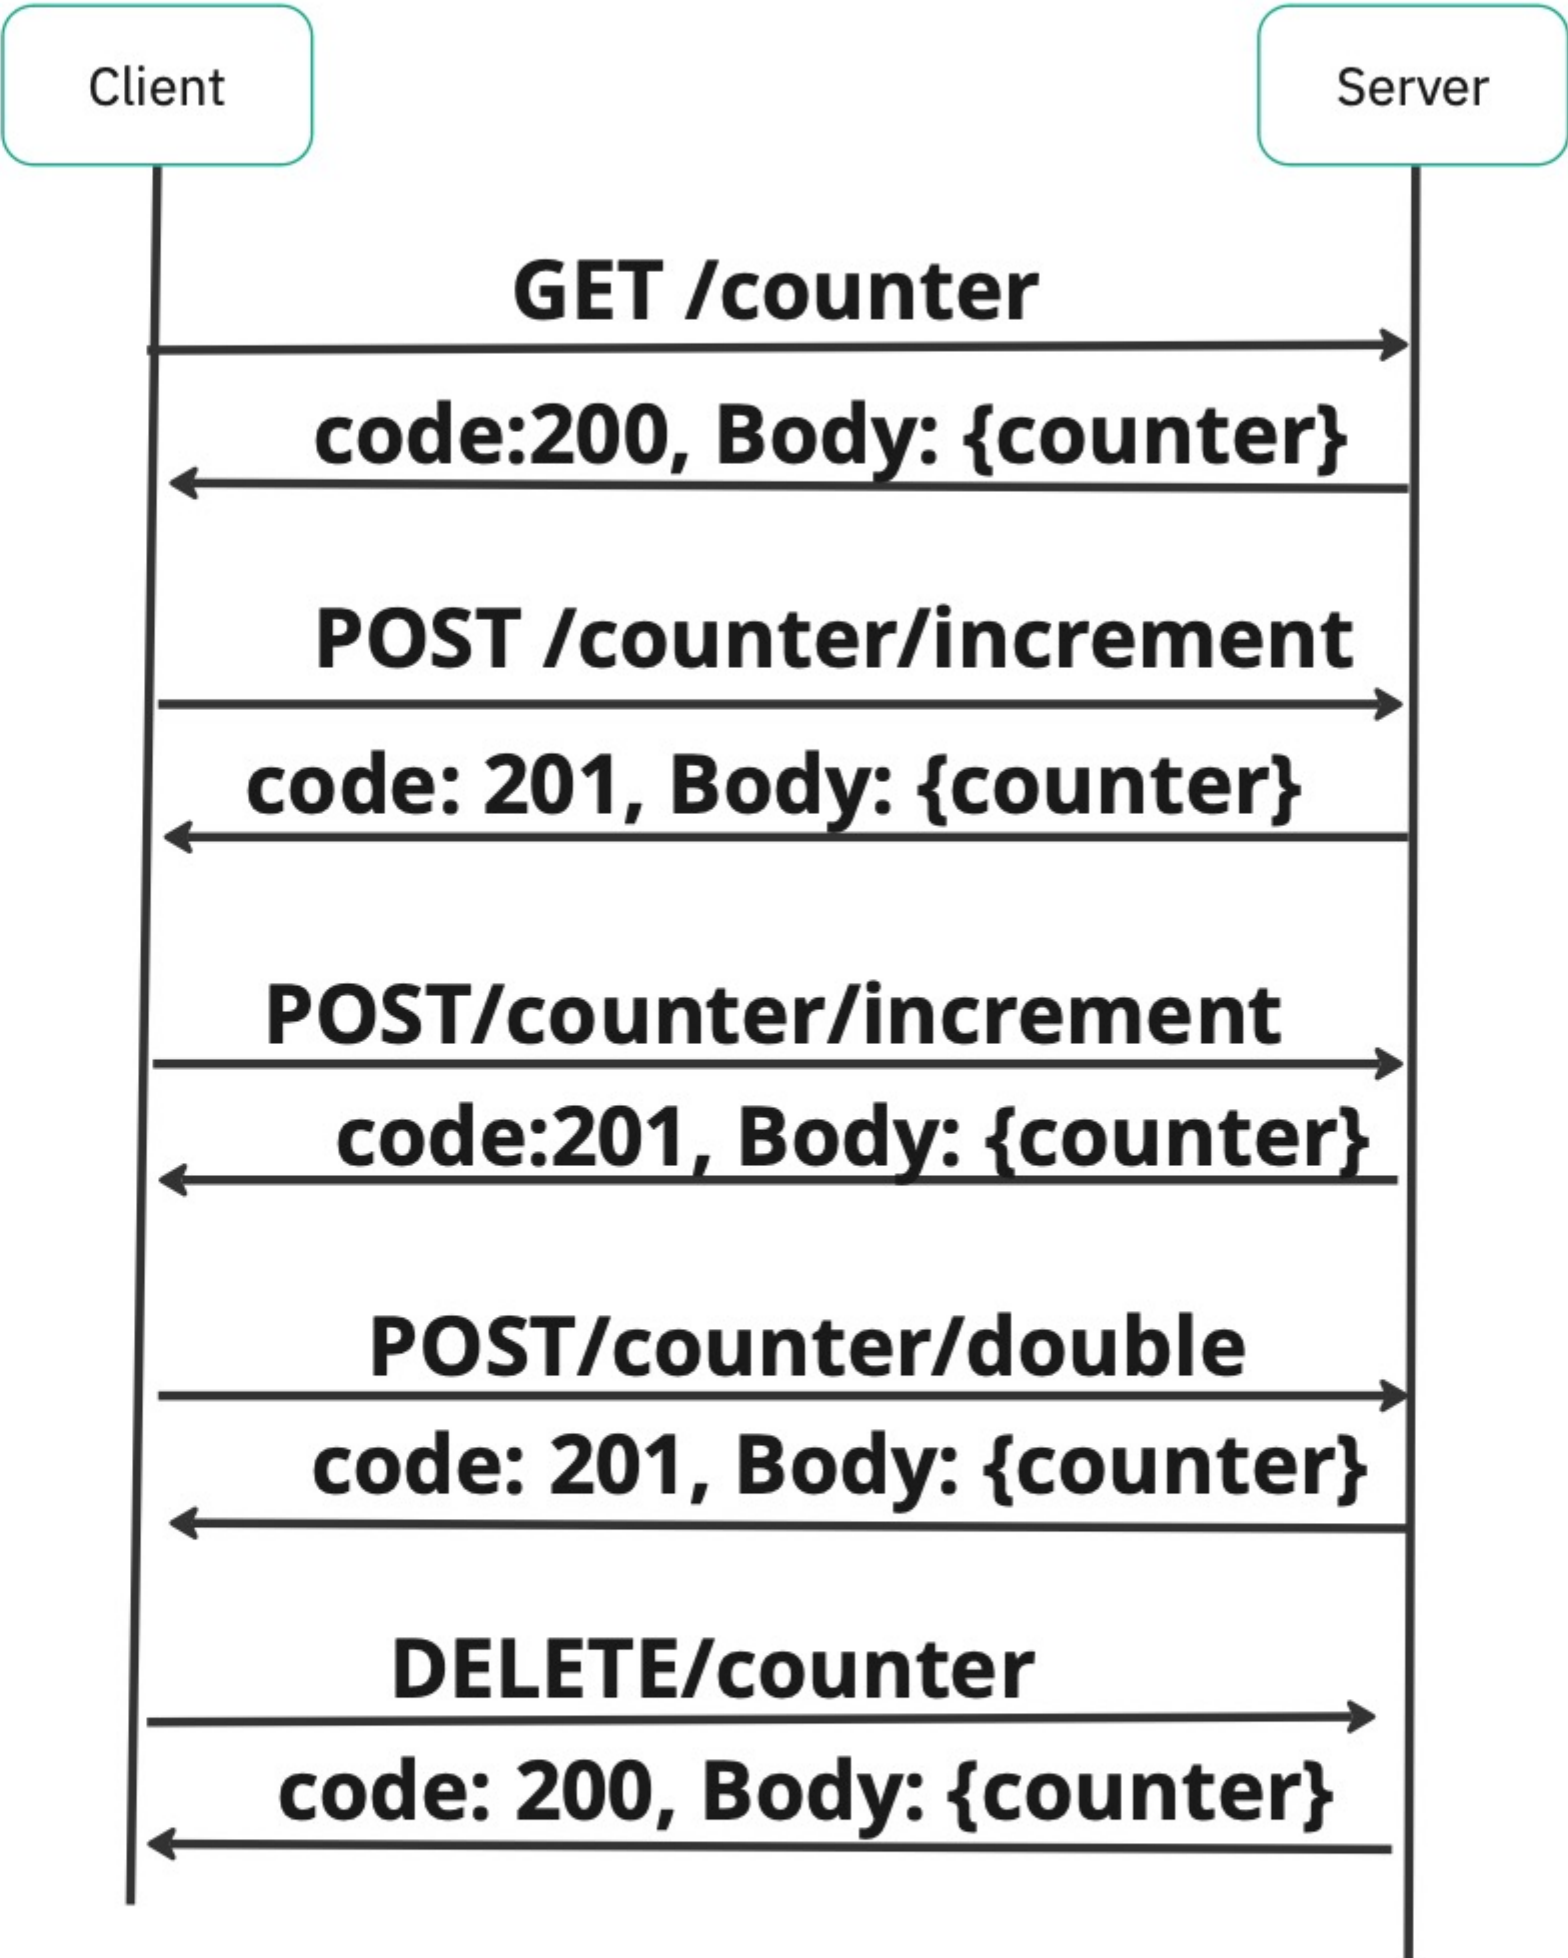 Client
Server
GET /counter
code:200, Body: {counter}
POST /counter/increment
code: 201, Body: {counter}
POST/counter/increment
code:201, Body: {counter}
POST/counter/double
code: 201, Body: {counter}
DELETE/counter
code: 200, Body: {counter}